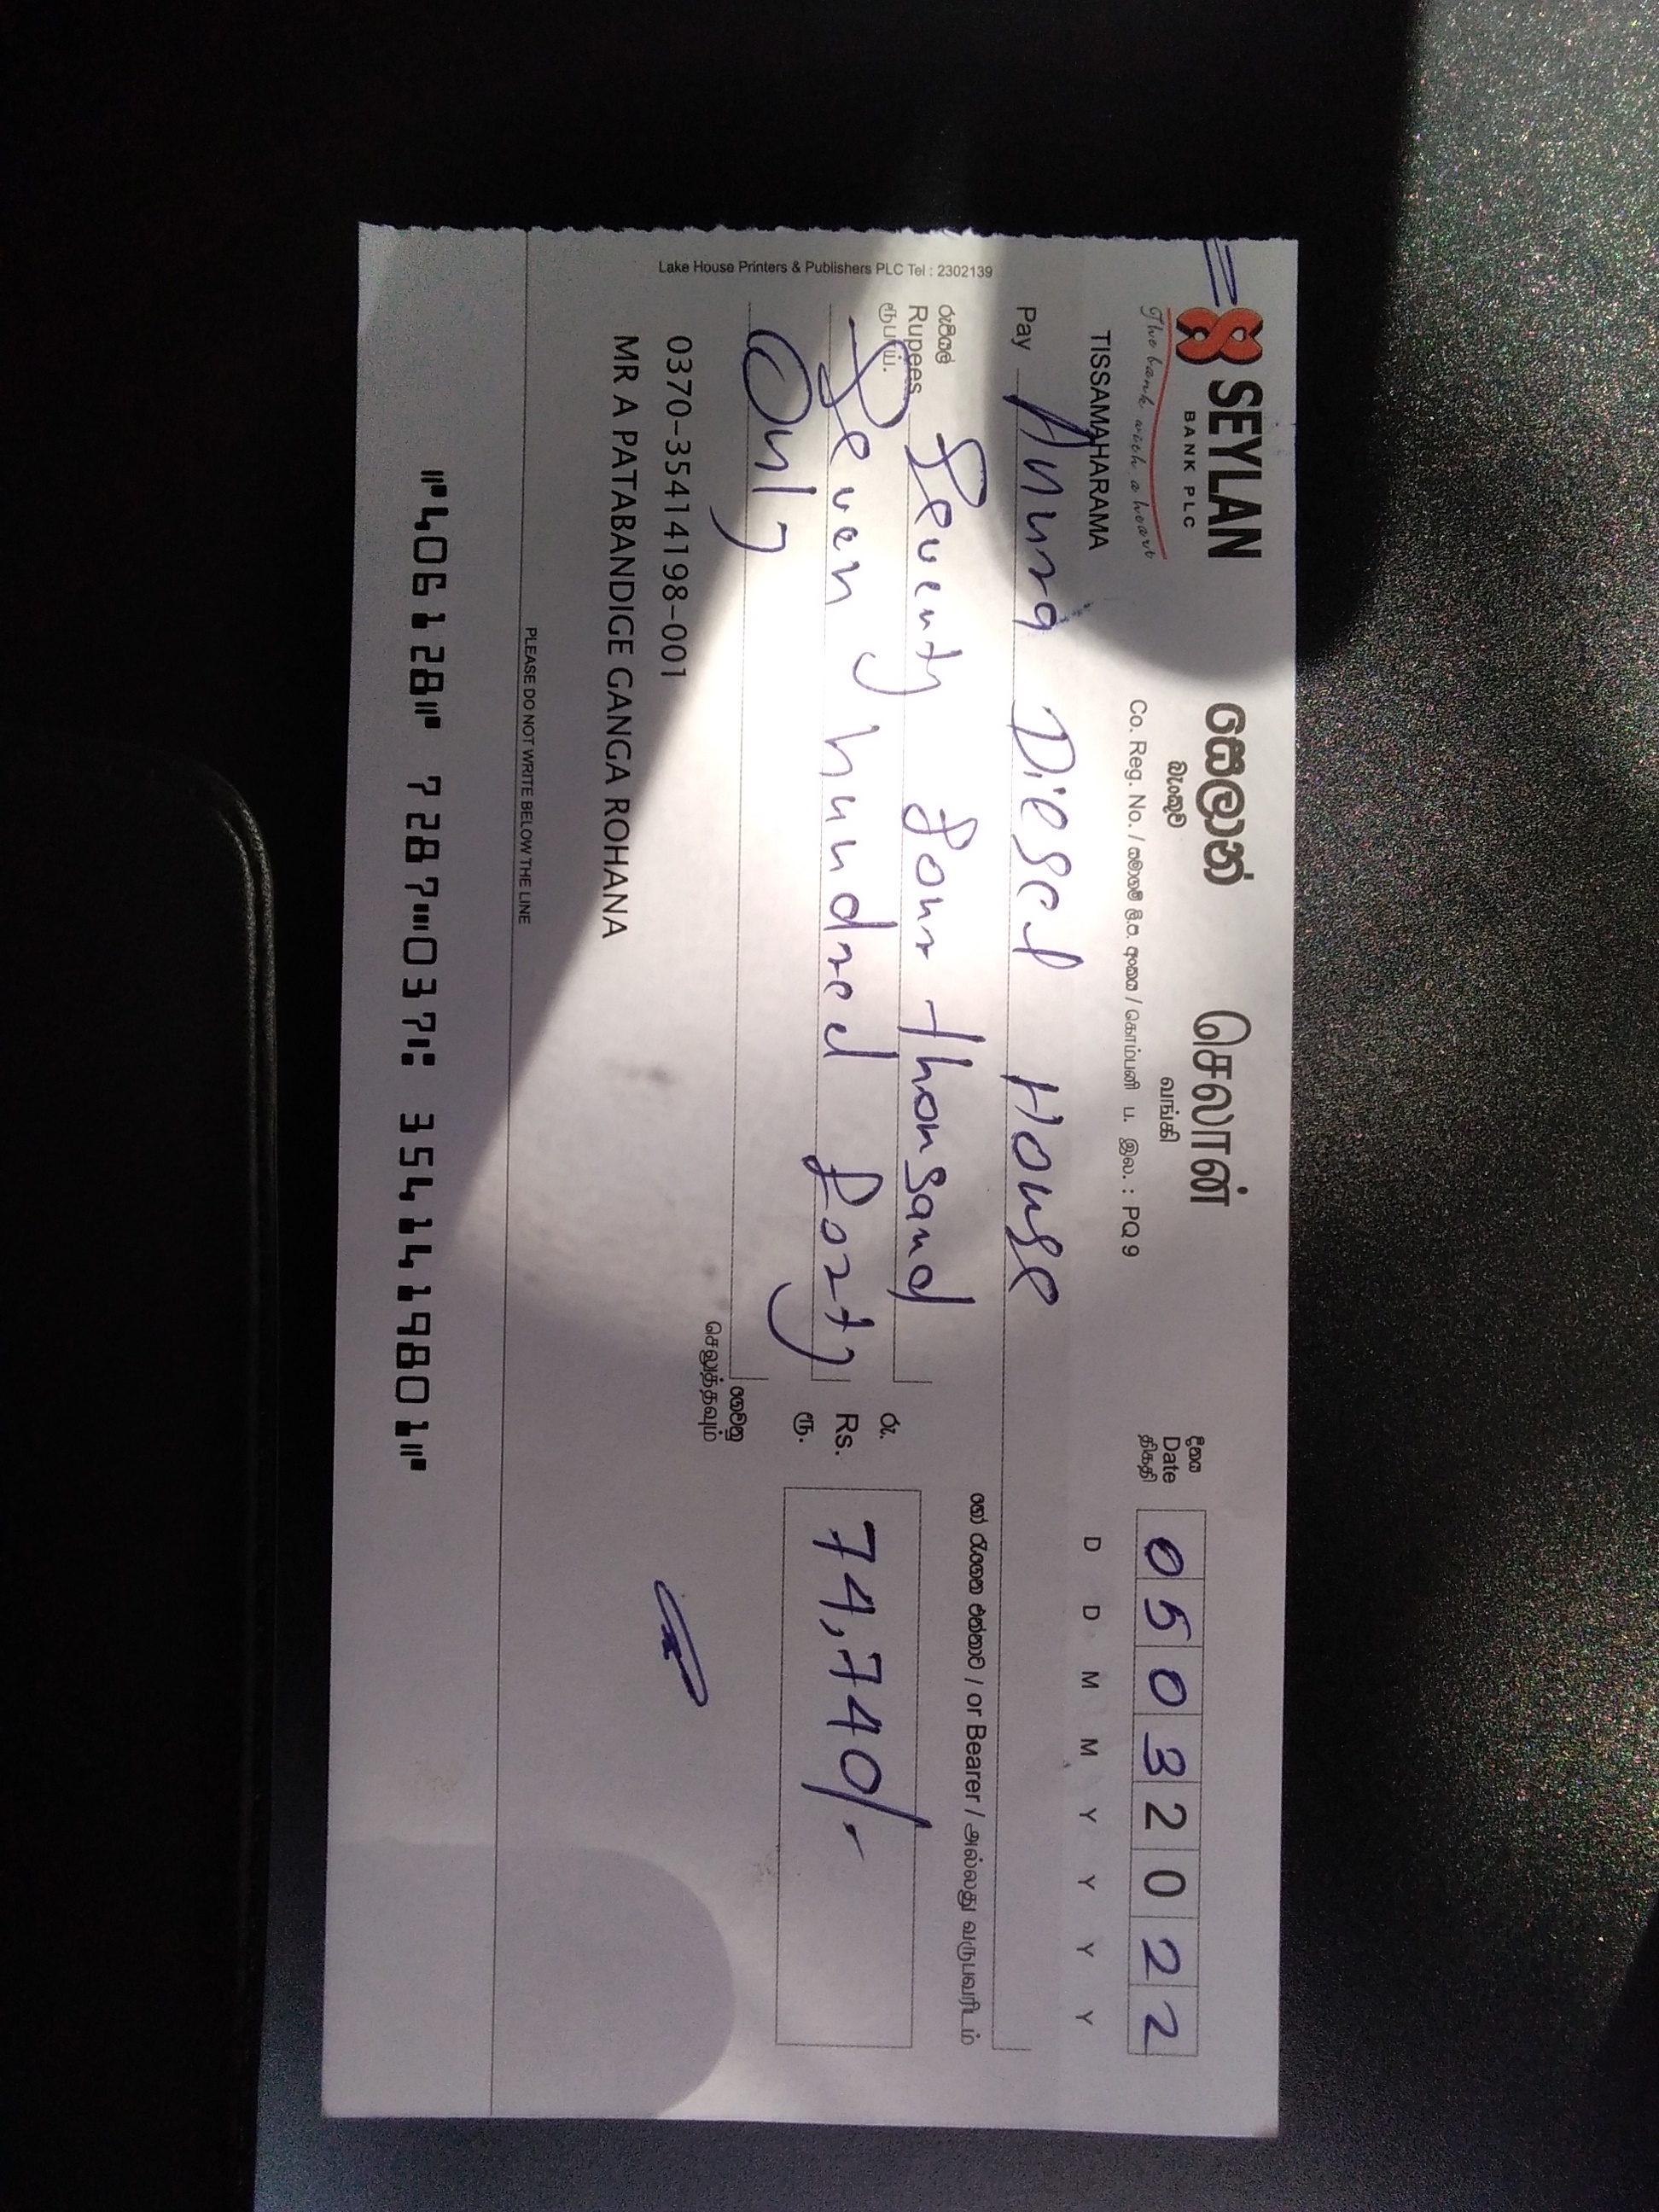 SEYLAN
BANK PLC
The bank with a heart
සෙලාන්
බැංකුව
செலான்
வங்கி
Co. Reg. No. / සමාගම් ලි.ප. අංකය / கொம்பனி ப. இல. : PQ 9
දිනය
Date
திகதி
0 5 0 3 2 0 2 2
D D M M Y Y Y Y
TISSAMAHARAMA
Pay Anura Diesel House
හෝ රැගෙන එන්නාට / or Bearer / அல்லது வருபவரிடம்
රුපියල්
Rupees
ரூபாய்.
Seventy four thousand
Seven hundred forty
Only
රු.
Rs.
ரூ.
74,740/-
ගෙවනු
செலுத்தவும்
0370-35414198-001
MR A PATABANDIGE GANGA ROHANA
PLEASE DO NOT WRITE BELOW THE LINE
⑈406128⑈ 7287⑉037⑆ 3541419801⑈
Lake House Printers & Publishers PLC Tel : 2302139